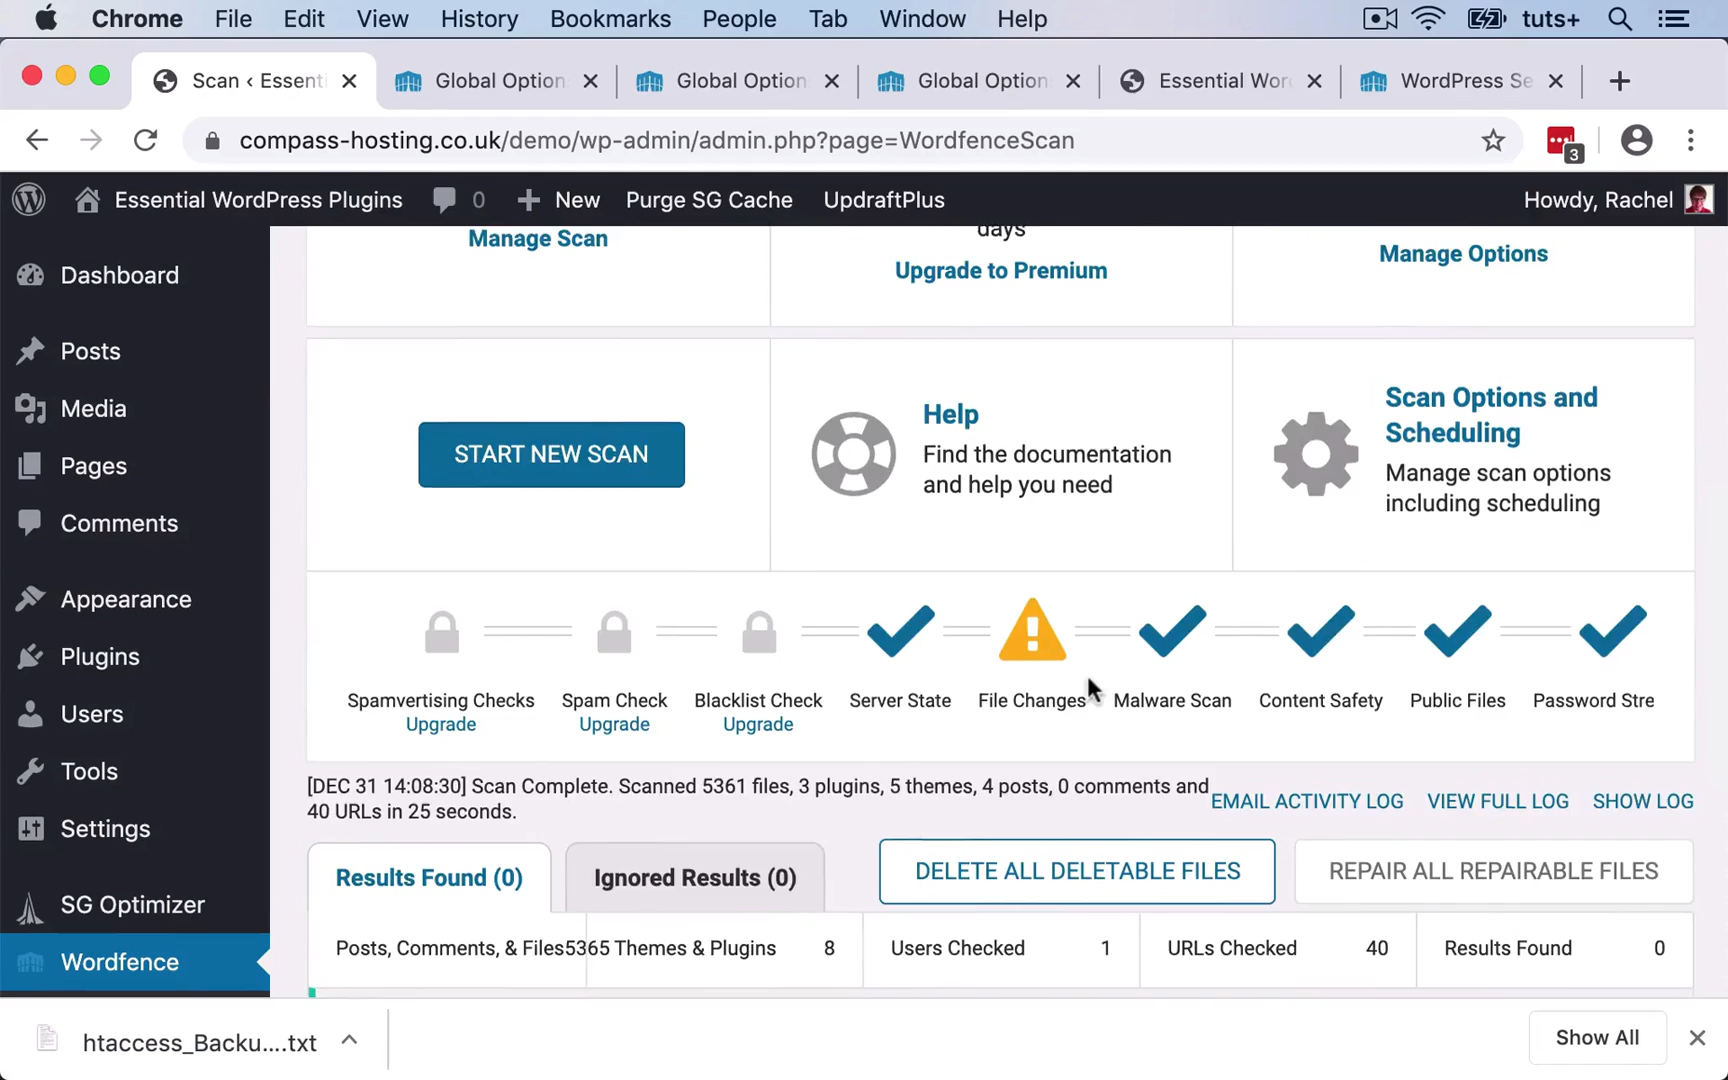 Chrome File Edit View History Bookmarks People Tab Window Help tuts+
Scan ‹ Essenti Global Option Global Option Global Option Essential Wor WordPress Se
compass-hosting.co.uk/demo/wp-admin/admin.php?page=WordfenceScan
3
Essential WordPress Plugins 0 New Purge SG Cache UpdraftPlus Howdy, Rachel
Dashboard
Posts
Media
Pages
Comments
Appearance
Plugins
Users
Tools
Settings
SG Optimizer
Wordfence
Manage Scan
days
Upgrade to Premium
Manage Options
START NEW SCAN
Help
Find the documentation
and help you need
Scan Options and
Scheduling
Manage scan options
including scheduling
Spamvertising Checks
Upgrade
Spam Check
Upgrade
Blacklist Check
Upgrade
Server State
File Changes
Malware Scan
Content Safety
Public Files
Password Stre
[DEC 31 14:08:30] Scan Complete. Scanned 5361 files, 3 plugins, 5 themes, 4 posts, 0 comments and
40 URLs in 25 seconds.
EMAIL ACTIVITY LOG VIEW FULL LOG SHOW LOG
Results Found (0) Ignored Results (0) DELETE ALL DELETABLE FILES REPAIR ALL REPAIRABLE FILES
Posts, Comments, & Files5365 Themes & Plugins 8 Users Checked 1 URLs Checked 40 Results Found 0
htaccess_Backu....txt Show All